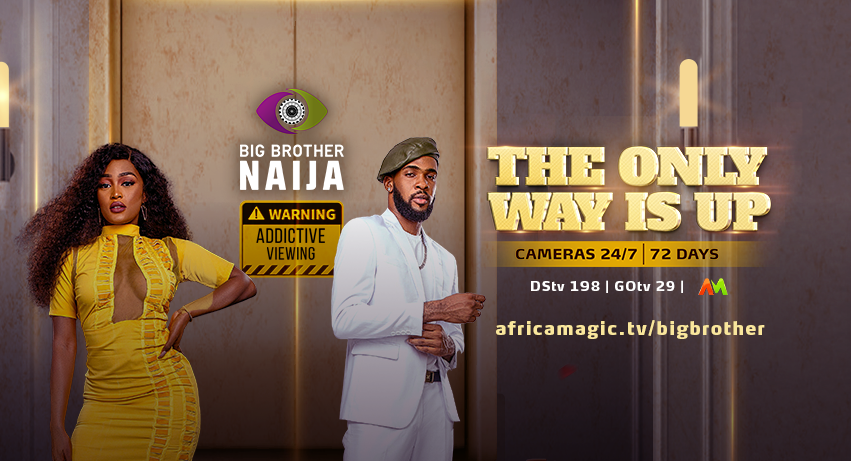 BIG BROTHER
NAIJA
WARNING
ADDICTIVE
VIEWING
THE ONLY
WAY IS UP
CAMERAS 24/7 | 72 DAYS
DStv 198 | GOtv 29 |
africamagic.tv/bigbrother